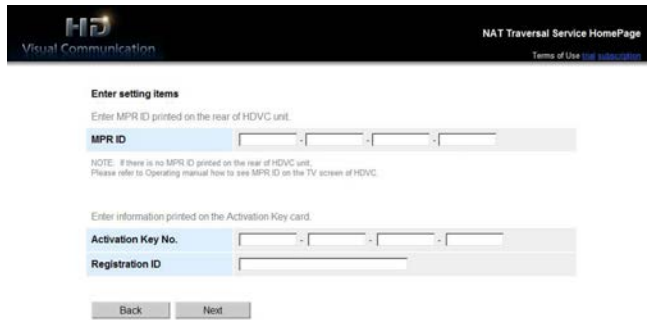 HD
Visual Communication
NAT Traversal Service HomePage
Terms of Use trial subscription
Enter setting items
Enter MPR ID printed on the rear of HDVC unit.
MPR ID - - -
NOTE: If there is no MPR ID printed on the rear of HDVC unit,
Please refer to Operating manual how to see MPR ID on the TV screen of HDVC.
Enter information printed on the Activation Key card.
Activation Key No. - - -
Registration ID
Back Next